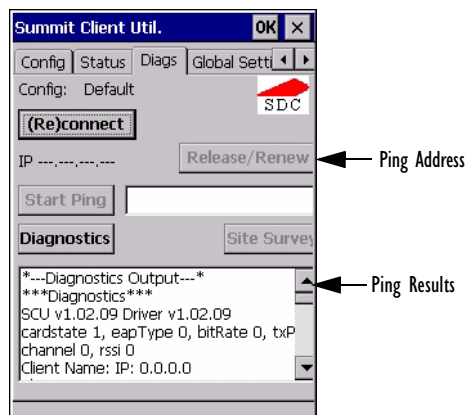 Summit Client Util. OK ×
Config Status Diags Global Setti
Config: Default
SDC
(Re)connect
IP ---.---.---.--- Release/Renew
Ping Address
Start Ping
Diagnostics Site Survey
*---Diagnostics Output---*
***Diagnostics***
SCU v1.02.09 Driver v1.02.09
cardstate 1, eapType 0, bitRate 0, txP
channel 0, rssi 0
Client Name: IP: 0.0.0.0
Ping Results